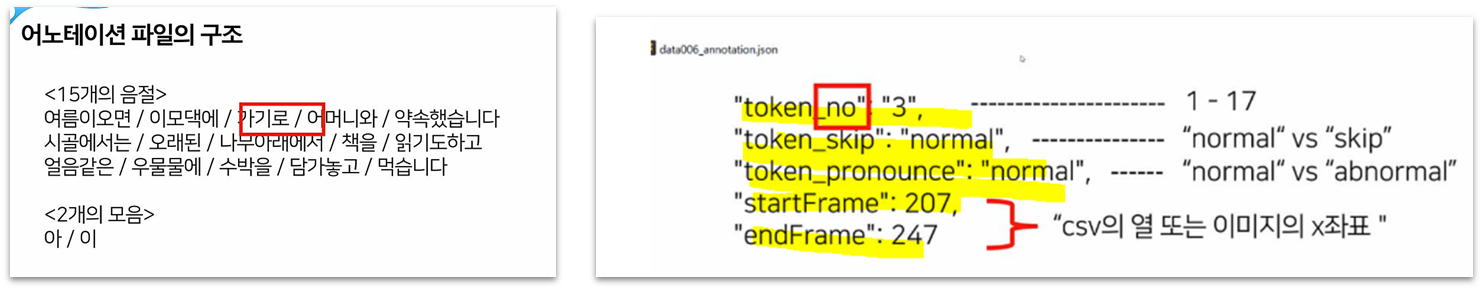 어노테이션 파일의 구조
<15개의 음절>
여름이오면 / 이모댁에 / 가기로 / 어머니와 / 약속했습니다
시골에서는 / 오래된 / 나무아래에서 / 책을 / 읽기도하고
얼음같은 / 우물물에 / 수박을 / 담가놓고 / 먹습니다
<2개의 모음>
아 / 이
data006_annotation.json
"token_no": "3", --------------------- 1 - 17
"token_skip": "normal", -------------- “normal“ vs “skip”
"token_pronounce": "normal", ------ “normal“ vs “abnormal”
"startFrame": 207,
"endFrame": 247
“csv의 열 또는 이미지의 x좌표 "